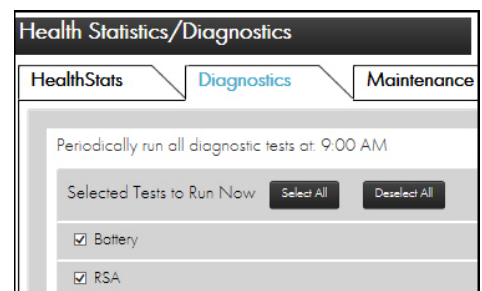 Health Statistics/Diagnostics
HealthStats Diagnostics Maintenance
Periodically run all diagnostic tests at: 9:00 AM
Selected Tests to Run Now Select All Deselect All
Battery
RSA